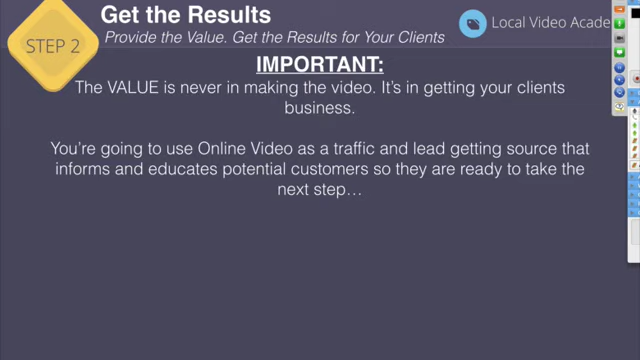 Get the Results
Local Video Acade
STEP 2
Provide the Value. Get the Results for Your Clients
IMPORTANT:
The VALUE is never in making the video. It's in getting your clients
business.
You're going to use Online Video as a traffic and lead getting source that
informs and educates potential customers so they are ready to take the
next step…